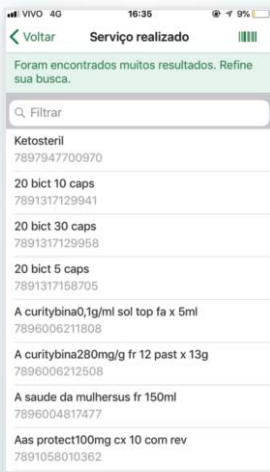 VIVO 4G 16:35 9%
Voltar Serviço realizado
Foram encontrados muitos resultados. Refine
sua busca.
Filtrar
Ketosteril
7897947700970
20 bict 10 caps
7891317129941
20 bict 30 caps
7891317129958
20 bict 5 caps
7891317158705
A curitybina0,1g/ml sol top fa x 5ml
7896006211808
A curitybina280mg/g fr 12 past x 13g
7896006212508
A saude da mulhersus fr 150ml
7896004817477
Aas protect100mg cx 10 com rev
7891058010362